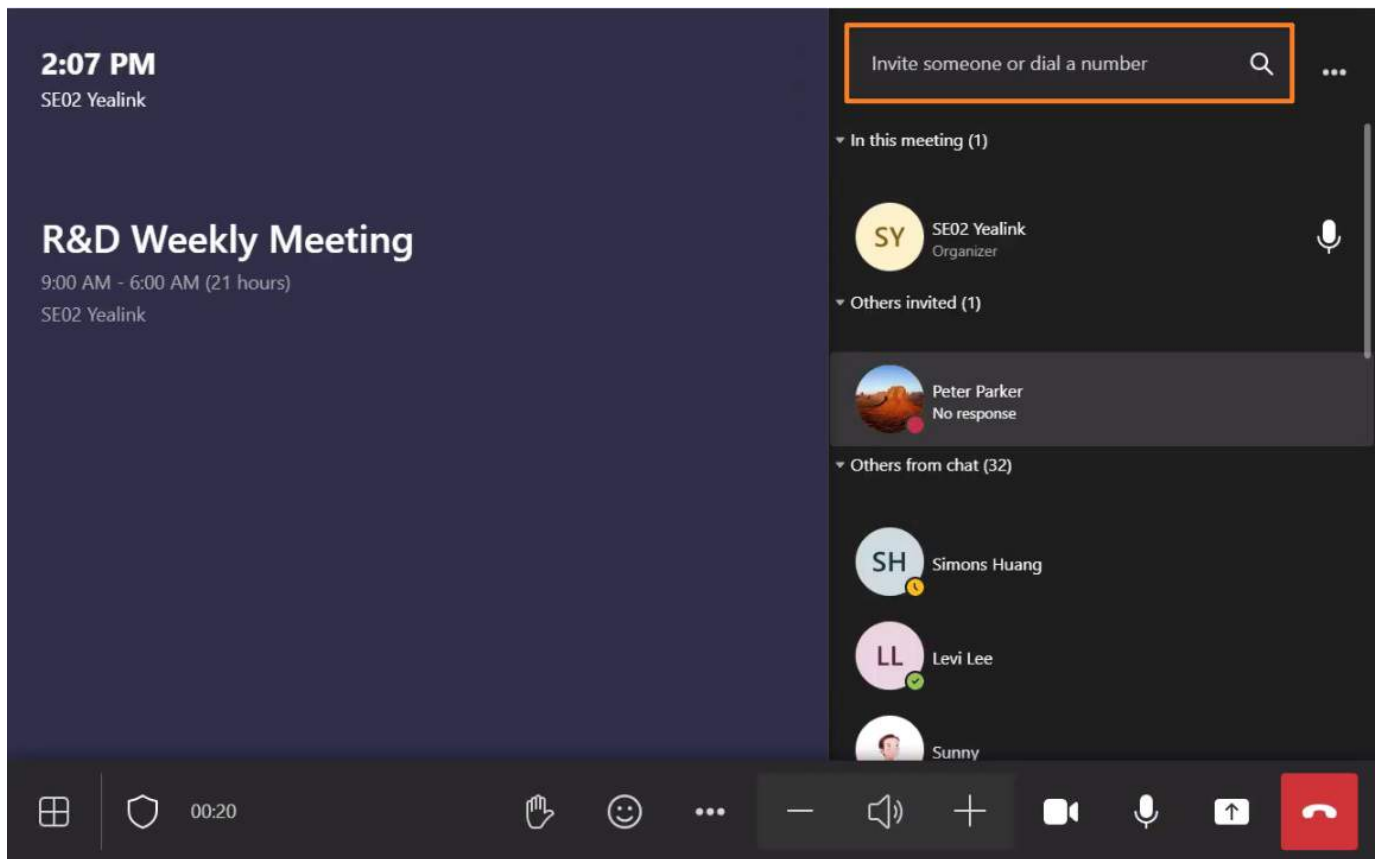 2:07 PM
SE02 Yealink
R&D Weekly Meeting
9:00 AM - 6:00 AM (21 hours)
SE02 Yealink
Invite someone or dial a number
In this meeting (1)
SY
SE02 Yealink
Organizer
Others invited (1)
Peter Parker
No response
Others from chat (32)
SH
Simons Huang
LL
Levi Lee
Sunny
00:20